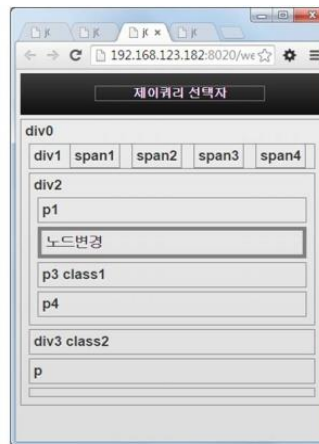 192.168.123.182:8020/we
제이쿼리 선택자
div0
div1 span1 span2 span3 span4
div2
p1
노드변경
p3 class1
p4
div3 class2
p